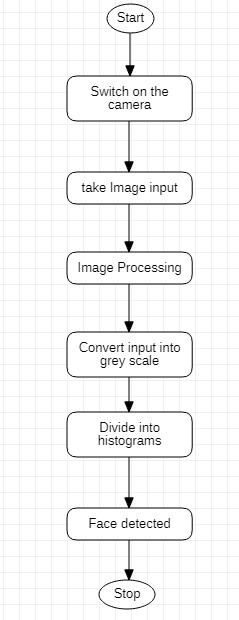 Start
Switch on the
camera
take Image input
Image Processing
Convert input into
grey scale
Divide into
histograms
Face detected
Stop